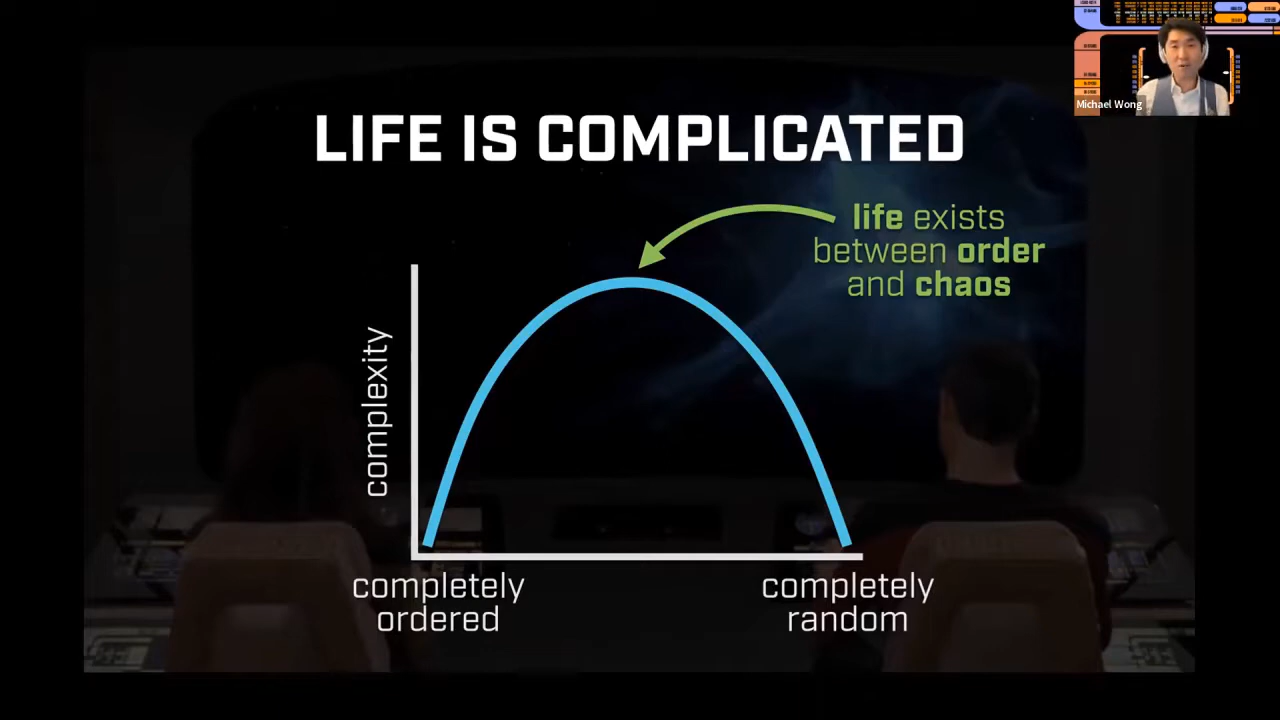 LIFE IS COMPLICATED
life exists
between order
and chaos
complexity
completely
ordered
completely
random
Michael Wong